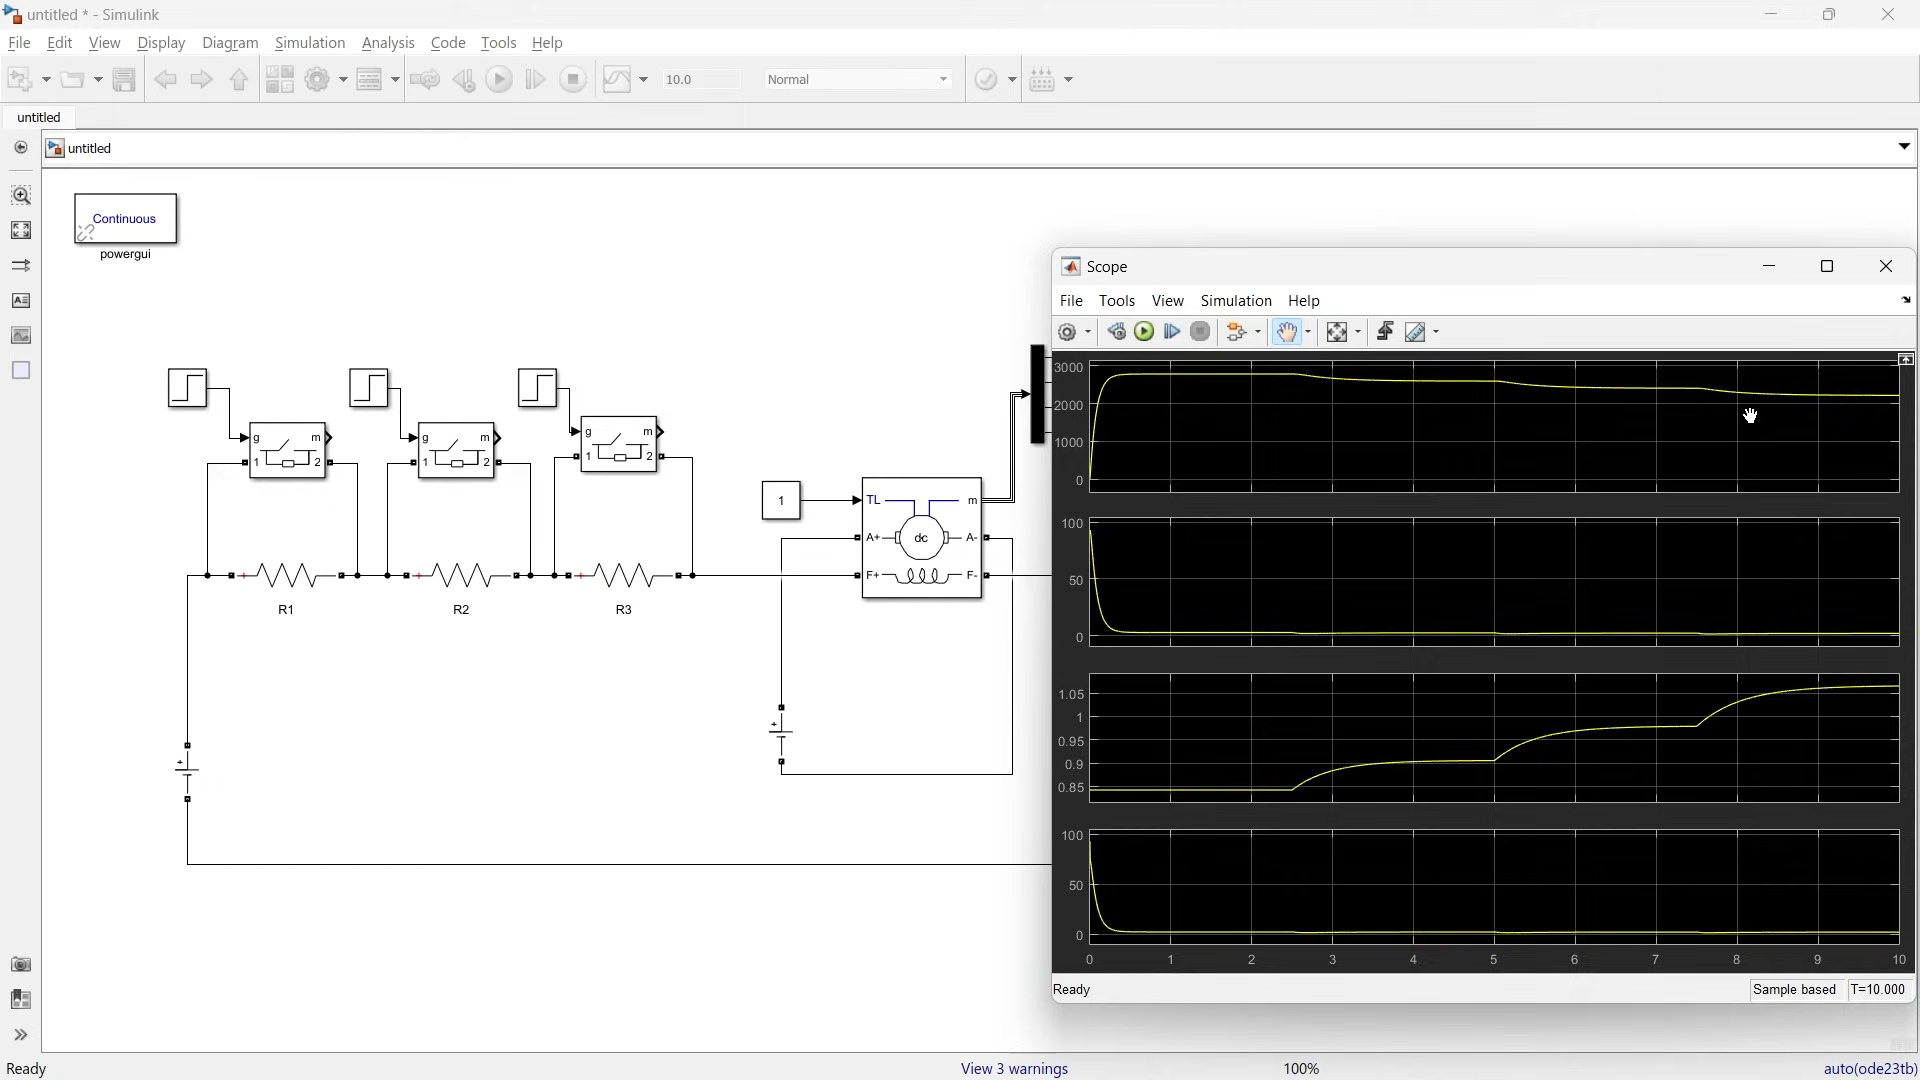 untitled * - Simulink
File Edit View Display Diagram Simulation Analysis Code Tools Help
10.0 Normal
untitled
untitled
Continuous
powergui
Scope
File Tools View Simulation Help
g m
1 2
g m
1 2
g m
1 2
R1
R2
R3
1
TL m
A+ dc A-
F+ F-
+
+
3000
2000
1000
0
100
50
0
1.05
1
0.95
0.9
0.85
100
50
0
0 1 2 3 4 5 6 7 8 9 10
Ready Sample based T=10.000
Ready View 3 warnings 100% auto(ode23tb)